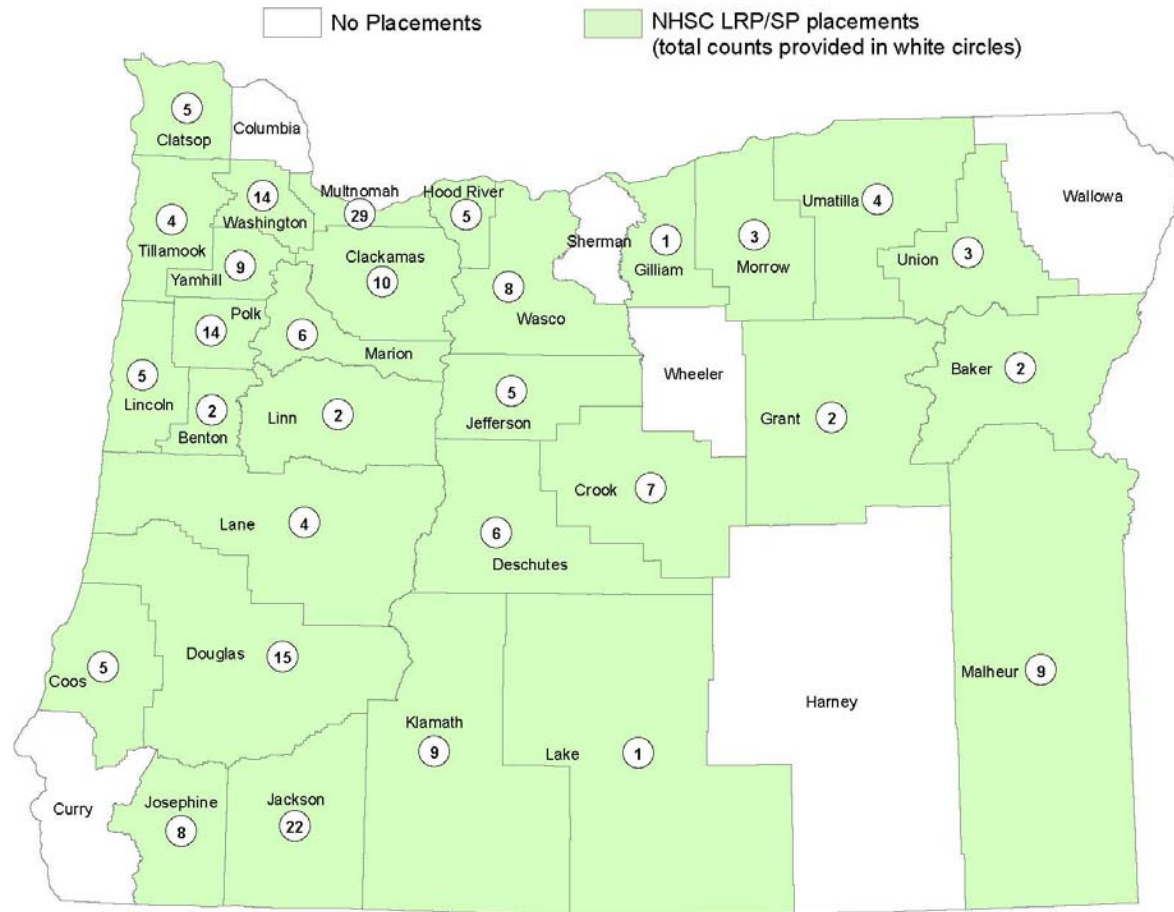 No Placements
NHSC LRP/SP placements
(total counts provided in white circles)
5
Clatsop
Columbia
Multnomah
29
Hood River
5
14
Washington
4
Tillamook
9
Yamhill
Clackamas
10
8
Wasco
Sherman
1
Gilliam
3
Morrow
Umatilla
4
Union
3
Wallowa
Polk
14
6
Marion
5
Lincoln
2
Benton
Linn
2
5
Jefferson
Wheeler
Grant
2
Baker
2
Lane
4
Crook
7
6
Deschutes
Coos
5
Douglas
15
Klamath
9
Lake
1
Harney
Malheur
9
Curry
Josephine
8
Jackson
22